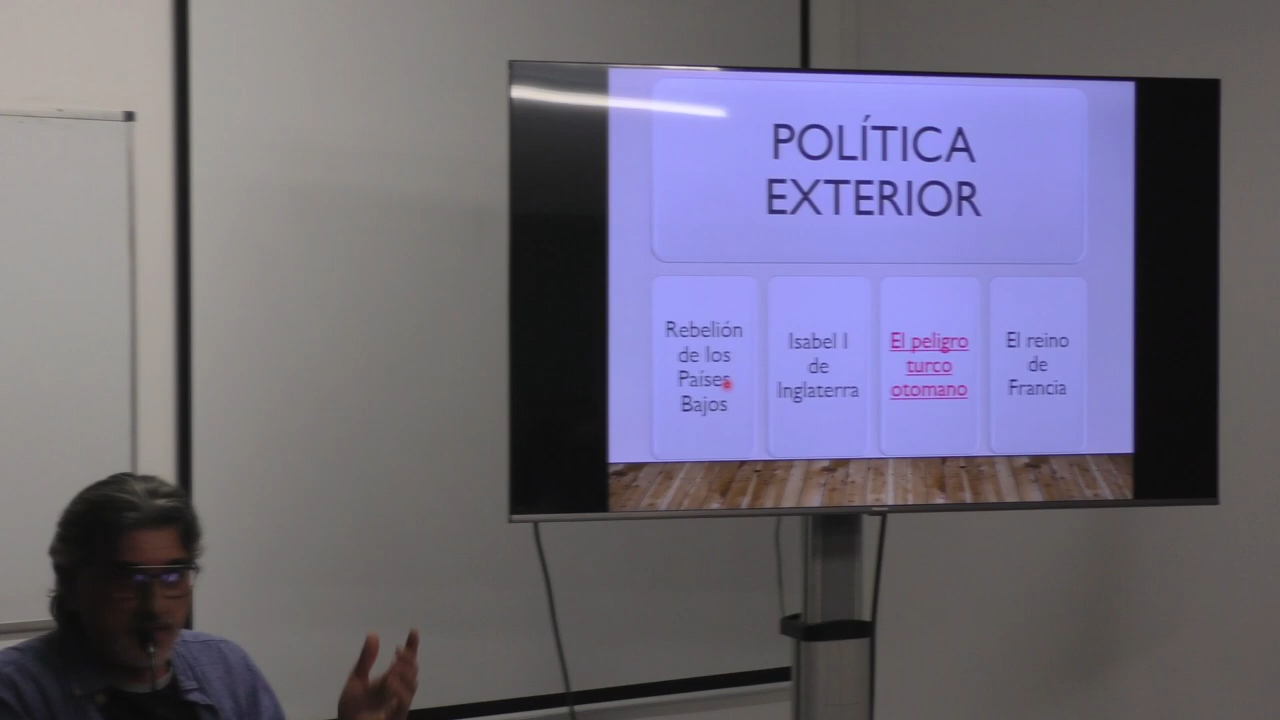 POLÍTICA
EXTERIOR
Rebelión
de los
Países
Bajos
Isabel I
de
Inglaterra
El peligro
turco
otomano
El reino
de
Francia